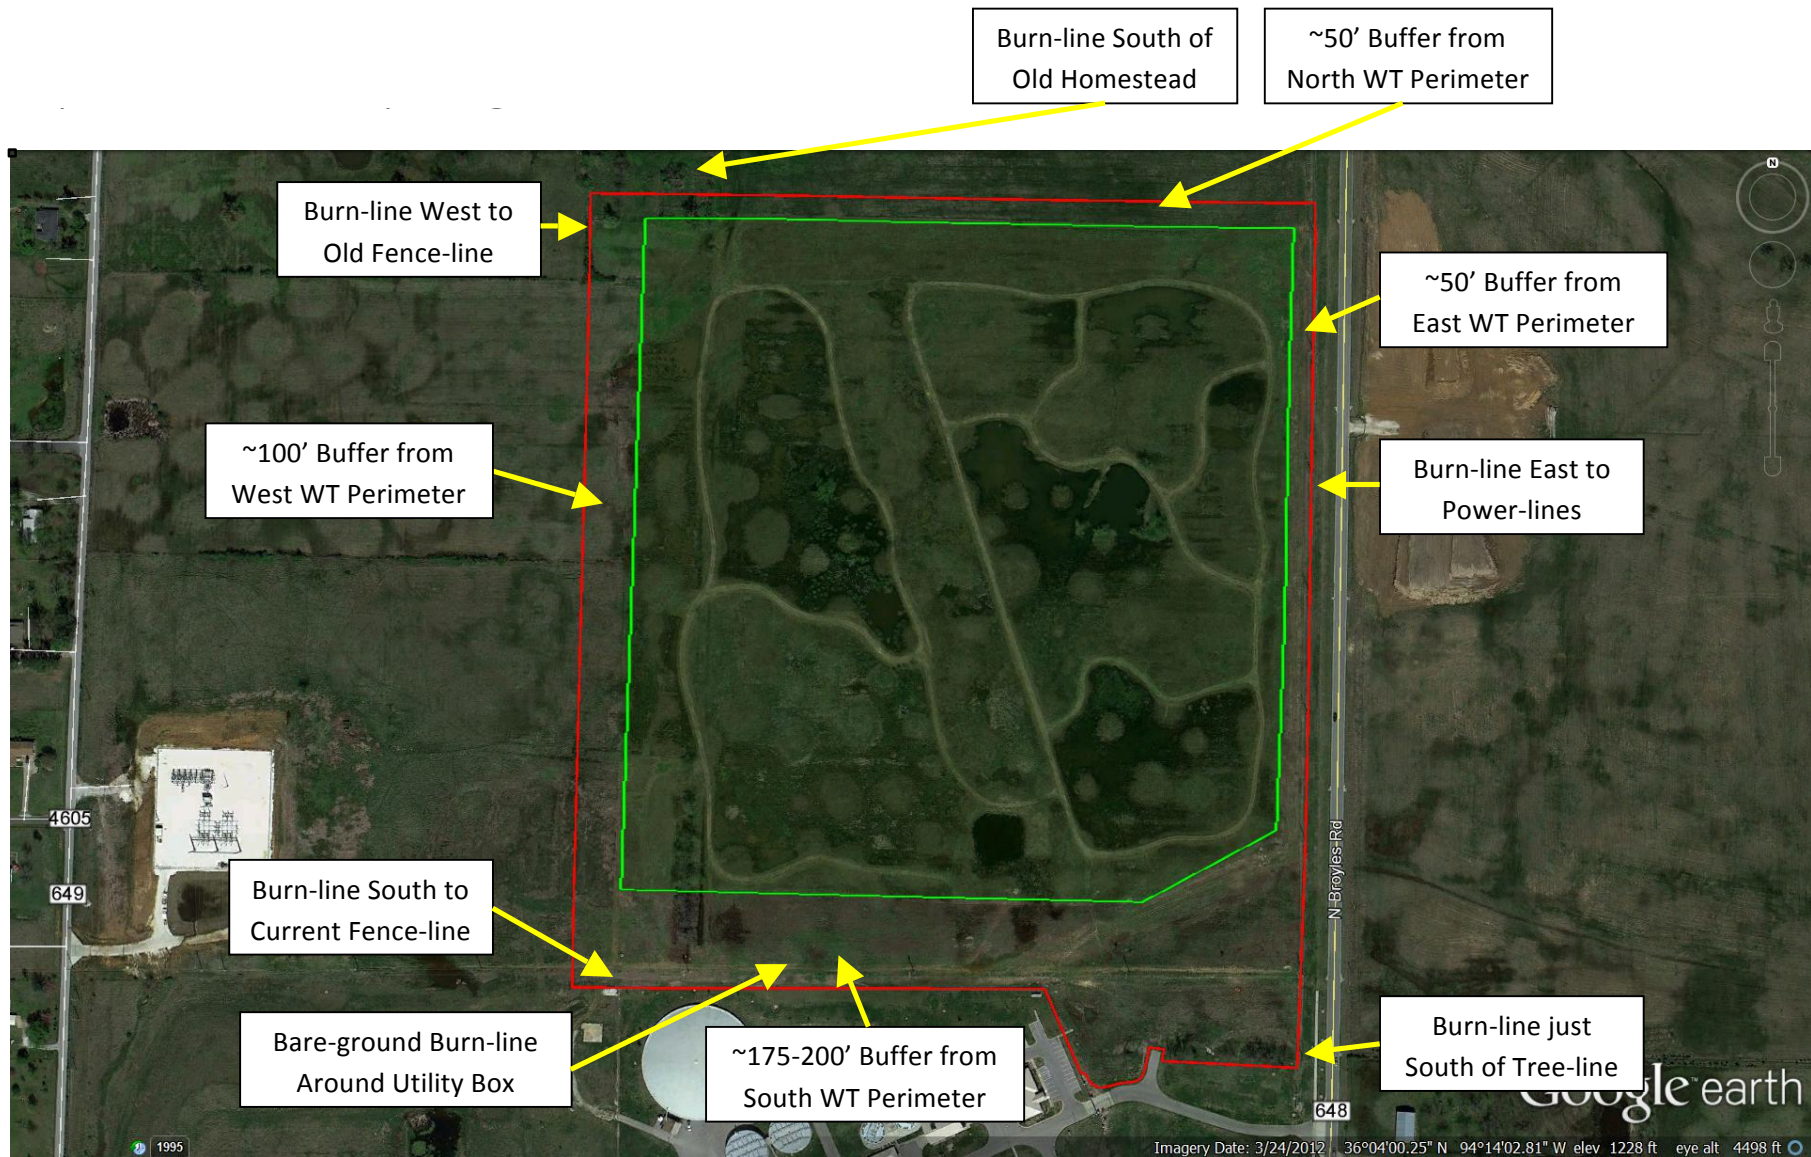 Burn-line South of
Old Homestead
~50’ Buffer from
North WT Perimeter
N
Burn-line West to
Old Fence-line
~50’ Buffer from
East WT Perimeter
~100’ Buffer from
West WT Perimeter
Burn-line East to
Power-lines
4605
649
N Broyles Rd
Burn-line South to
Current Fence-line
Bare-ground Burn-line
Around Utility Box
~175-200’ Buffer from
South WT Perimeter
Burn-line just
South of Tree-line
Google earth
648
1995
Imagery Date: 3/24/2012 36°04'00.25" N 94°14'02.81" W elev 1228 ft eye alt 4498 ft